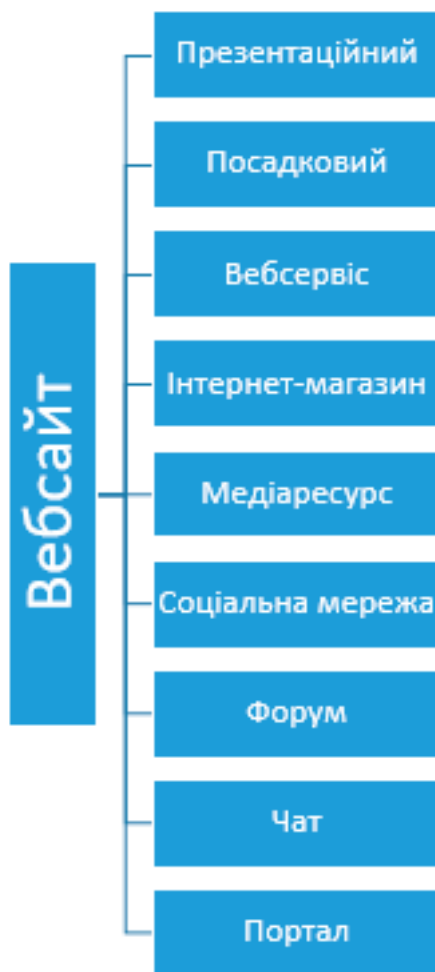 Вебсайт
Презентаційний
Посадковий
Вебсервіс
Інтернет-магазин
Медіаресурс
Соціальна мережа
Форум
Чат
Портал